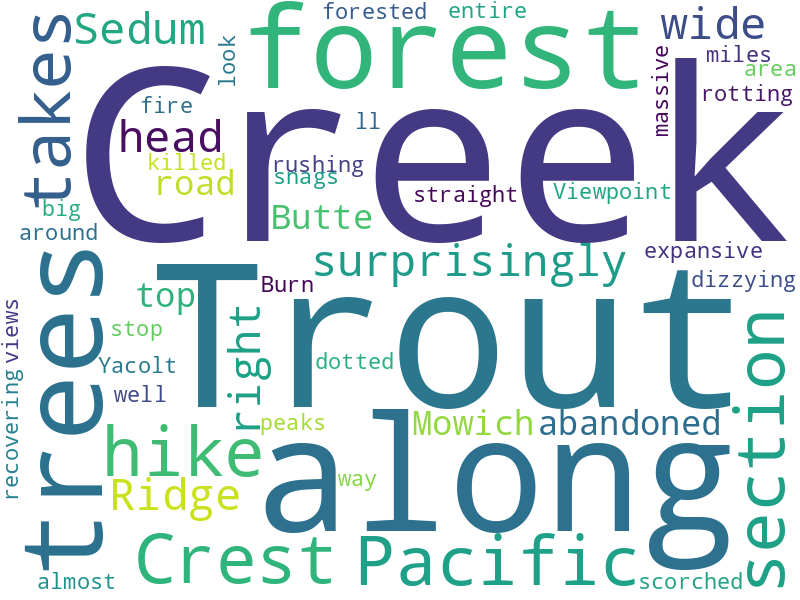 forested
entire
Sedum
forest
wide
takes
look
massive
miles
area
Creek
fire
rotting
head
ll
killed
rushing
road
snags
straight
Viewpoint
big
Butte
around
surprisingly
expansive
trees
Trout
dizzying
top
Burn
views
right
stop
section
Yacolt
dotted
recovering
well
along
peaks
Mowich
abandoned
hike
Ridge
way
Crest
Pacific
almost
scorched